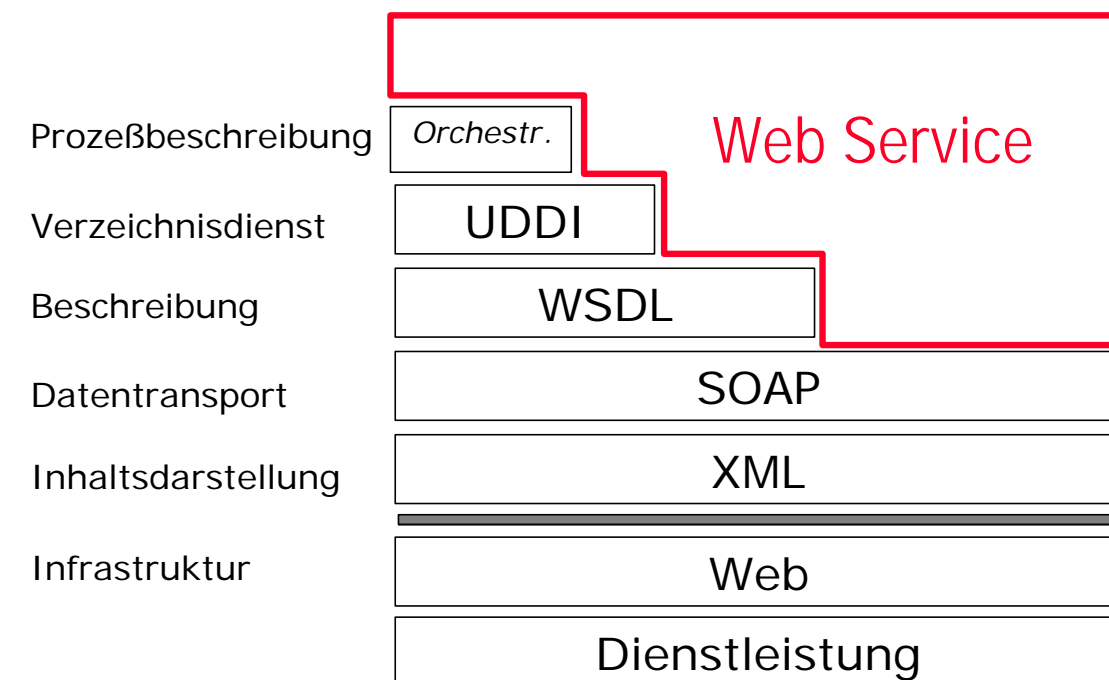 Prozeßbeschreibung Orchestr. Web Service
Verzeichnisdienst UDDI
Beschreibung WSDL
Datentransport SOAP
Inhaltsdarstellung XML
Infrastruktur Web
Dienstleistung